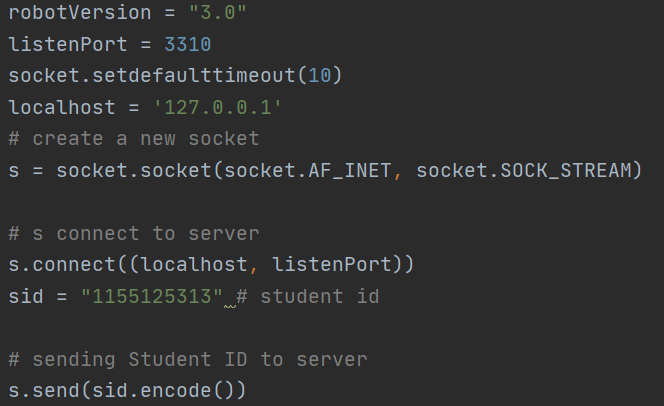 robotVersion = "3.0"
listenPort = 3310
socket.setdefaulttimeout(10)
localhost = '127.0.0.1'
# create a new socket
s = socket.socket(socket.AF_INET, socket.SOCK_STREAM)
# s connect to server
s.connect((localhost, listenPort))
sid = "1155125313" # student id
# sending Student ID to server
s.send(sid.encode())